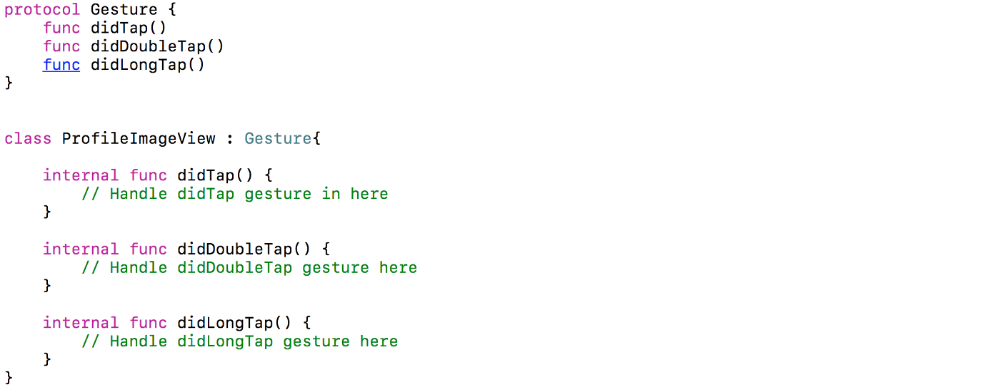 protocol Gesture {
    func didTap()
    func didDoubleTap()
    func didLongTap()
}
class ProfileImageView : Gesture{
    internal func didTap() {
        // Handle didTap gesture in here
    }
    internal func didDoubleTap() {
        // Handle didDoubleTap gesture here
    }
    internal func didLongTap() {
        // Handle didLongTap gesture here
    }
}